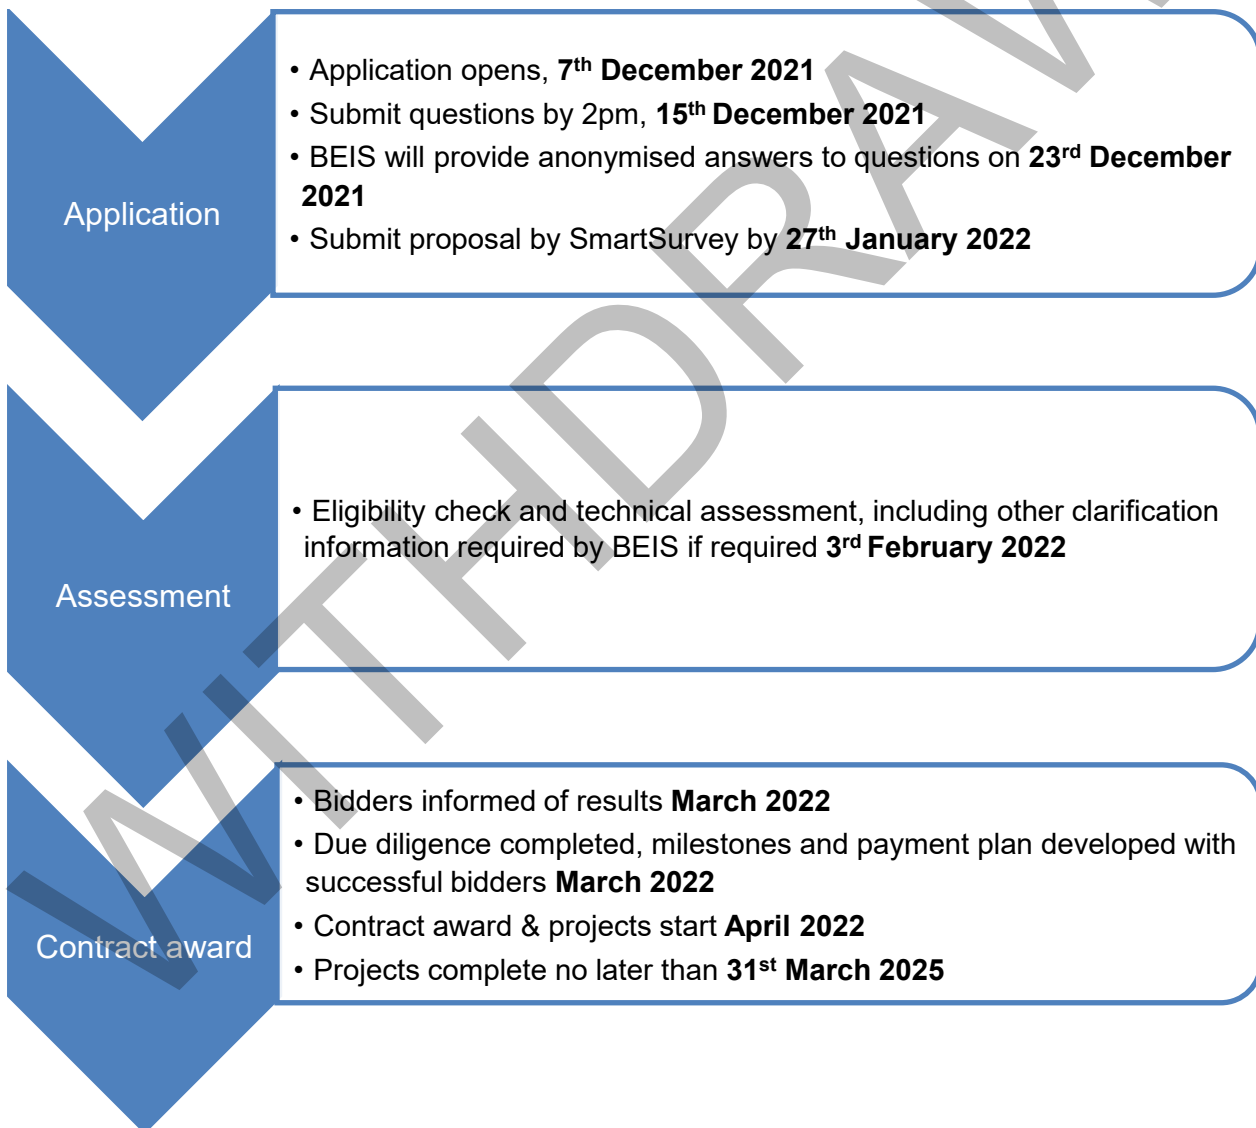 Application
• Application opens, 7th December 2021
• Submit questions by 2pm, 15th December 2021
• BEIS will provide anonymised answers to questions on 23rd December
2021
• Submit proposal by SmartSurvey by 27th January 2022
Assessment
• Eligibility check and technical assessment, including other clarification
information required by BEIS if required 3rd February 2022
Contract award
• Bidders informed of results March 2022
• Due diligence completed, milestones and payment plan developed with
successful bidders March 2022
• Contract award & projects start April 2022
• Projects complete no later than 31st March 2025
WITHDRAW